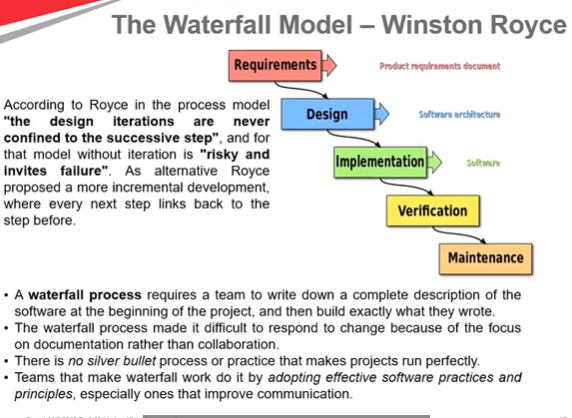 The Waterfall Model – Winston Royce
Requirements
Product requirements document
According to Royce in the process model
"the design iterations are never
confined to the successive step", and for
that model without iteration is "risky and
invites failure". As alternative Royce
proposed a more incremental development,
where every next step links back to the
step before.
Design
Software architecture
Implementation
Software
Verification
Maintenance
• A waterfall process requires a team to write down a complete description of the
software at the beginning of the project, and then build exactly what they wrote.
• The waterfall process made it difficult to respond to change because of the focus
on documentation rather than collaboration.
• There is no silver bullet process or practice that makes projects run perfectly.
• Teams that make waterfall work do it by adopting effective software practices and
principles, especially ones that improve communication.